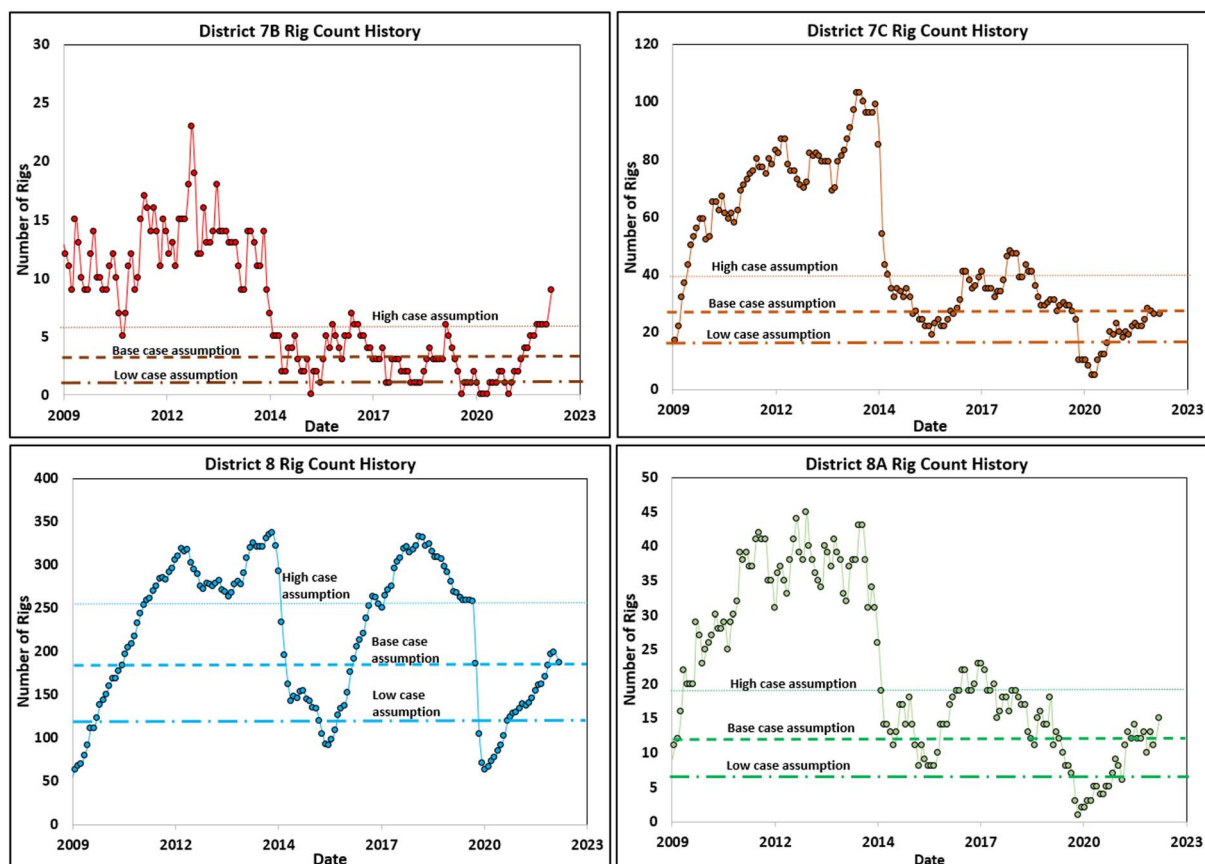 District 7B Rig Count History
Number of Rigs
30
25
20
15
10
5
0
High case assumption
Base case assumption
Low case assumption
2009 2012 2014 2017 2020 2023
Date
District 7C Rig Count History
Number of Rigs
120
100
80
60
40
20
0
High case assumption
Base case assumption
Low case assumption
2009 2012 2014 2017 2020 2023
Date
District 8 Rig Count History
Number of Rigs
400
350
300
250
200
150
100
50
0
High case
assumption
Base case
assumption
Low case
assumption
2009 2012 2014 2017 2020 2023
Date
District 8A Rig Count History
Number of Rigs
50
45
40
35
30
25
20
15
10
5
0
High case assumption
Base case assumption
Low case assumption
2009 2012 2014 2017 2020 2023
Date